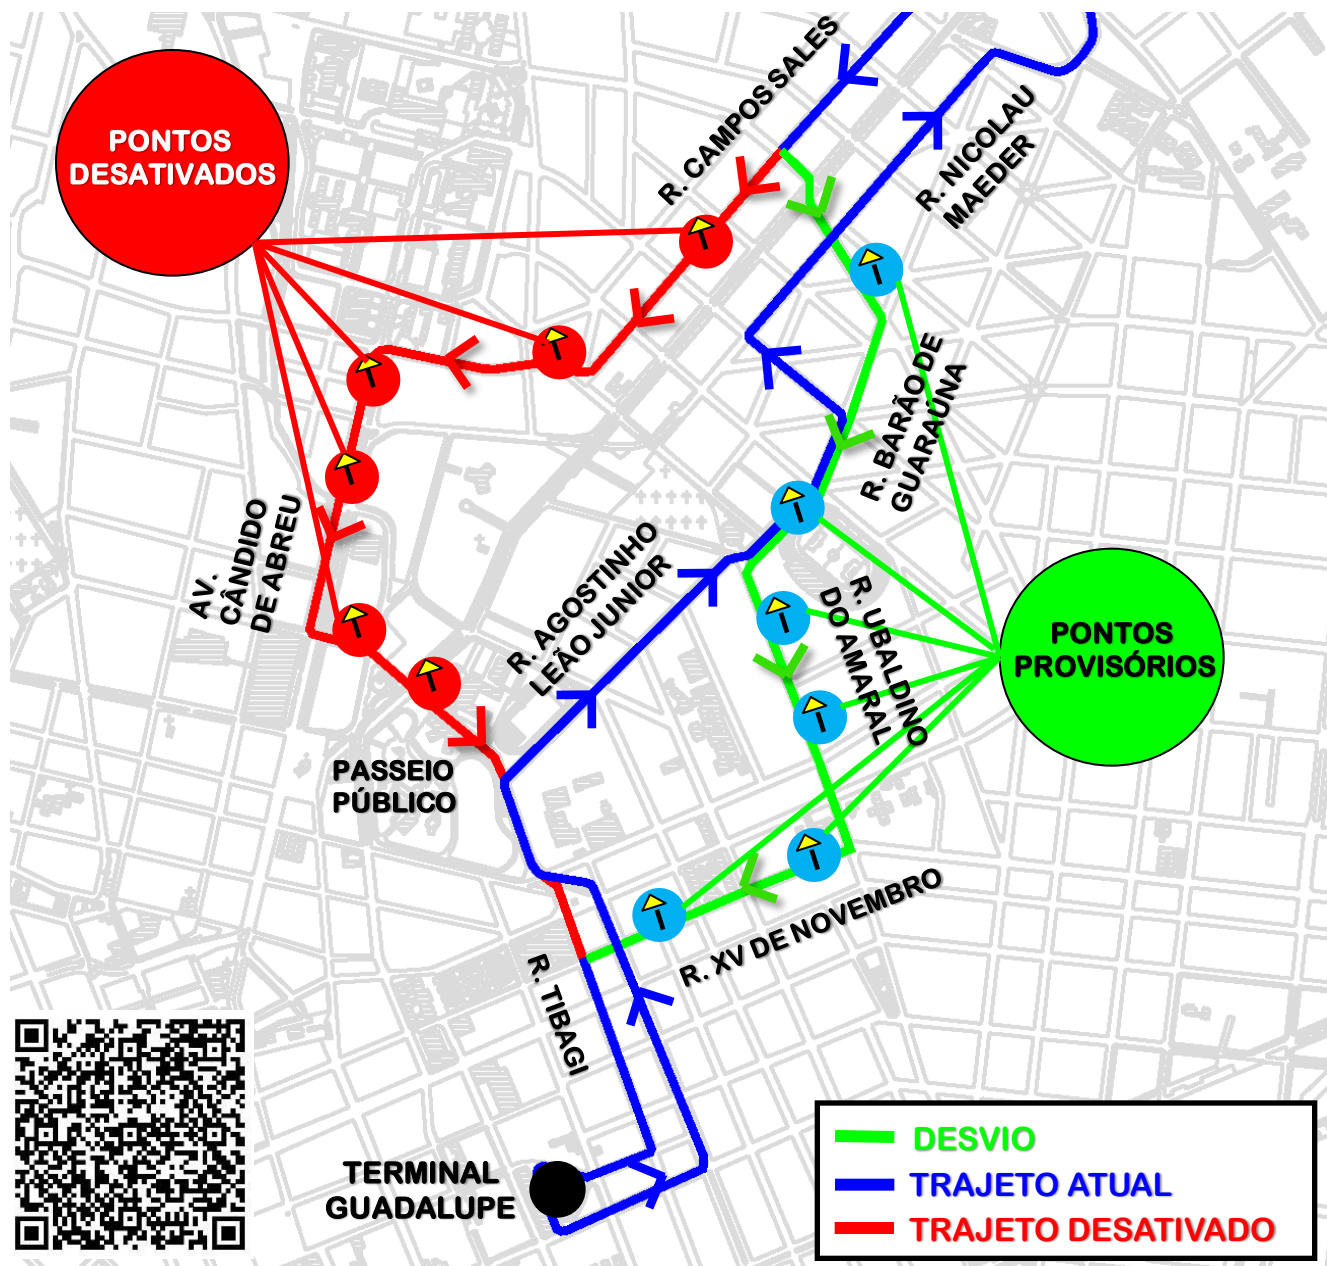 PONTOS
DESATIVADOS
R. CAMPOS SALES
R. NICOLAU
MAEDER
R. BARÃO DE
GUARAÚNA
AV.
CÂNDIDO
DE ABREU
R. AGOSTINHO
LEÃO JUNIOR
R. UBALDINO
DO AMARAL
PONTOS
PROVISÓRIOS
PASSEIO
PÚBLICO
R. XV DE NOVEMBRO
R. TIBAGI
TERMINAL
GUADALUPE
DESVIO
TRAJETO ATUAL
TRAJETO DESATIVADO